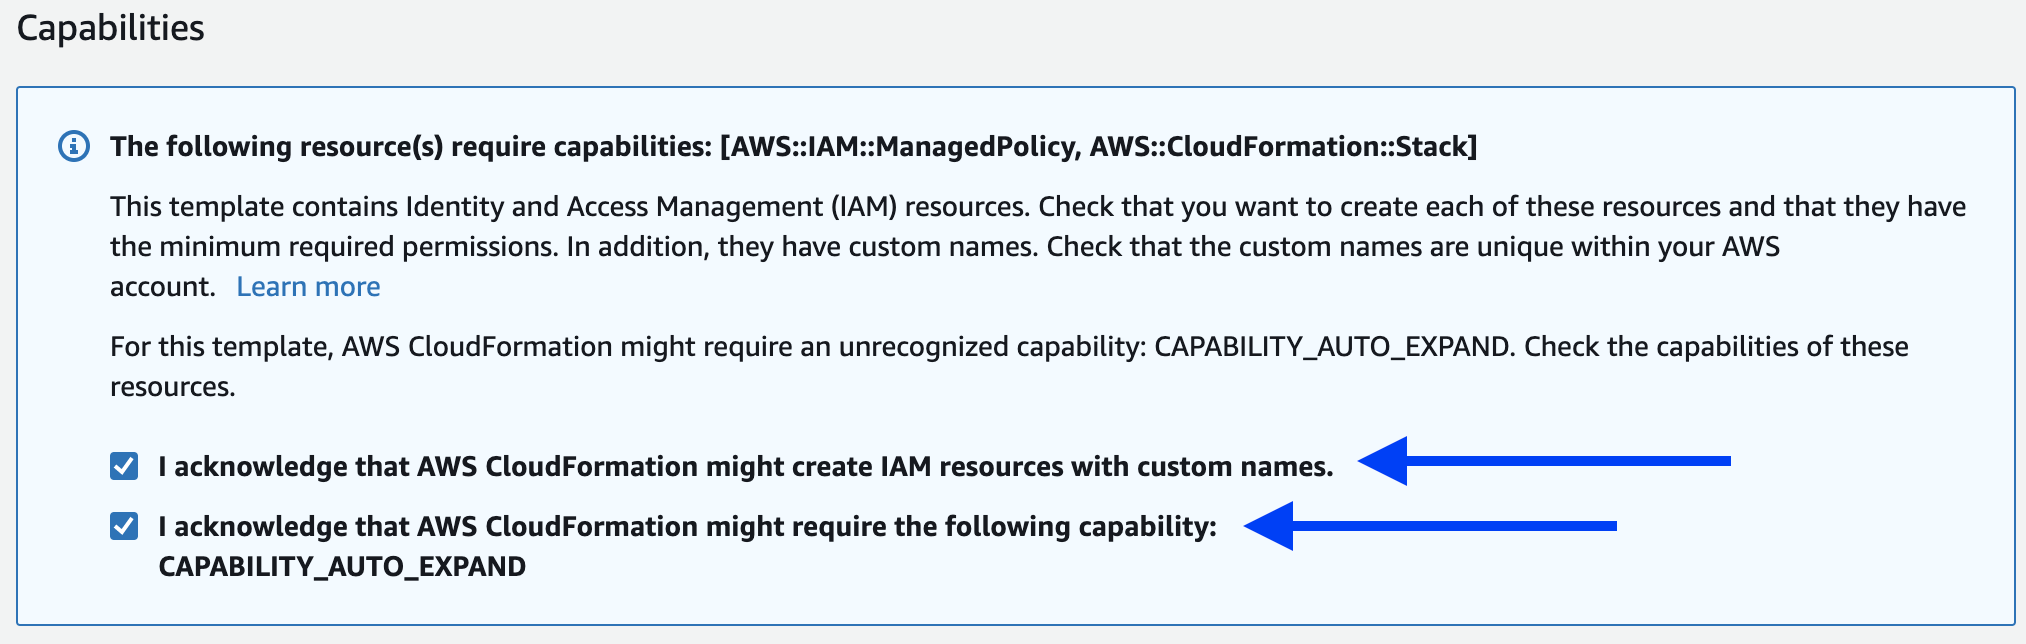 Capabilities
The following resource(s) require capabilities: [AWS::IAM::ManagedPolicy, AWS::CloudFormation::Stack]
This template contains Identity and Access Management (IAM) resources. Check that you want to create each of these resources and that they have
the minimum required permissions. In addition, they have custom names. Check that the custom names are unique within your AWS
account. Learn more
For this template, AWS CloudFormation might require an unrecognized capability: CAPABILITY_AUTO_EXPAND. Check the capabilities of these
resources.
I acknowledge that AWS CloudFormation might create IAM resources with custom names.
I acknowledge that AWS CloudFormation might require the following capability:
CAPABILITY_AUTO_EXPAND